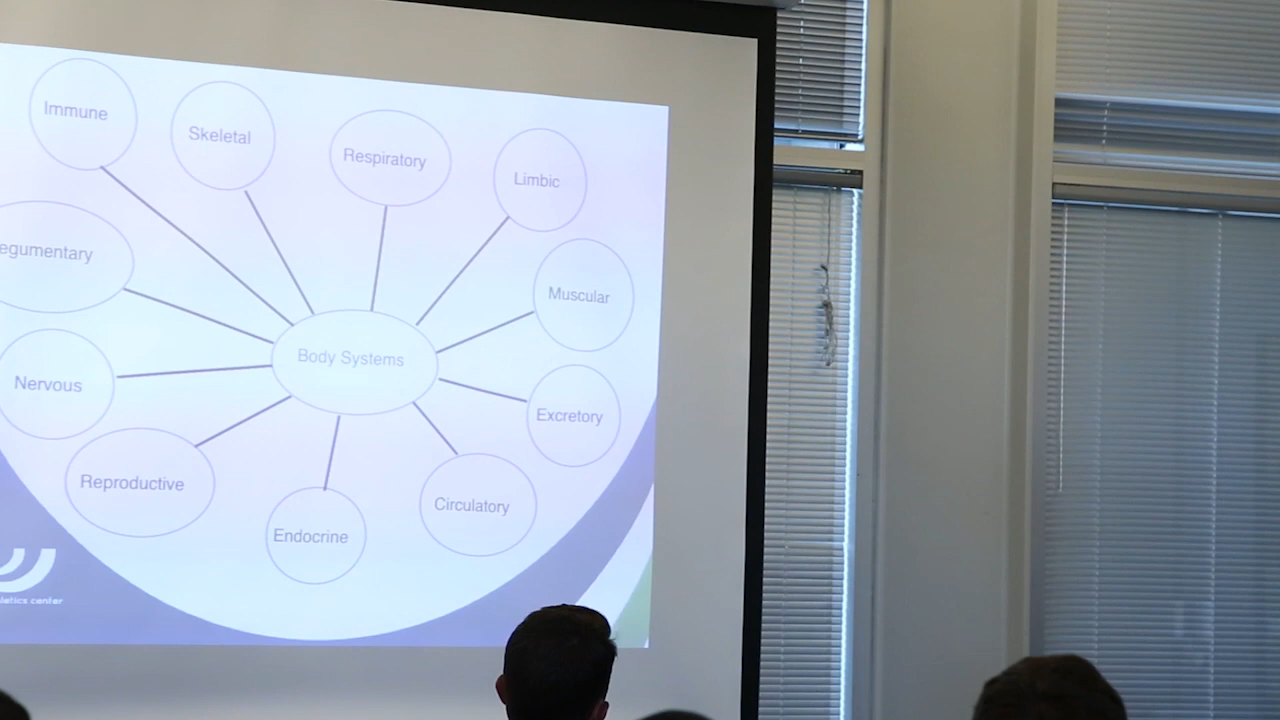 Immune
Skeletal
Respiratory
Limbic
egumentary
Muscular
Body Systems
Nervous
Excretory
Reproductive
Circulatory
Endocrine
letics center